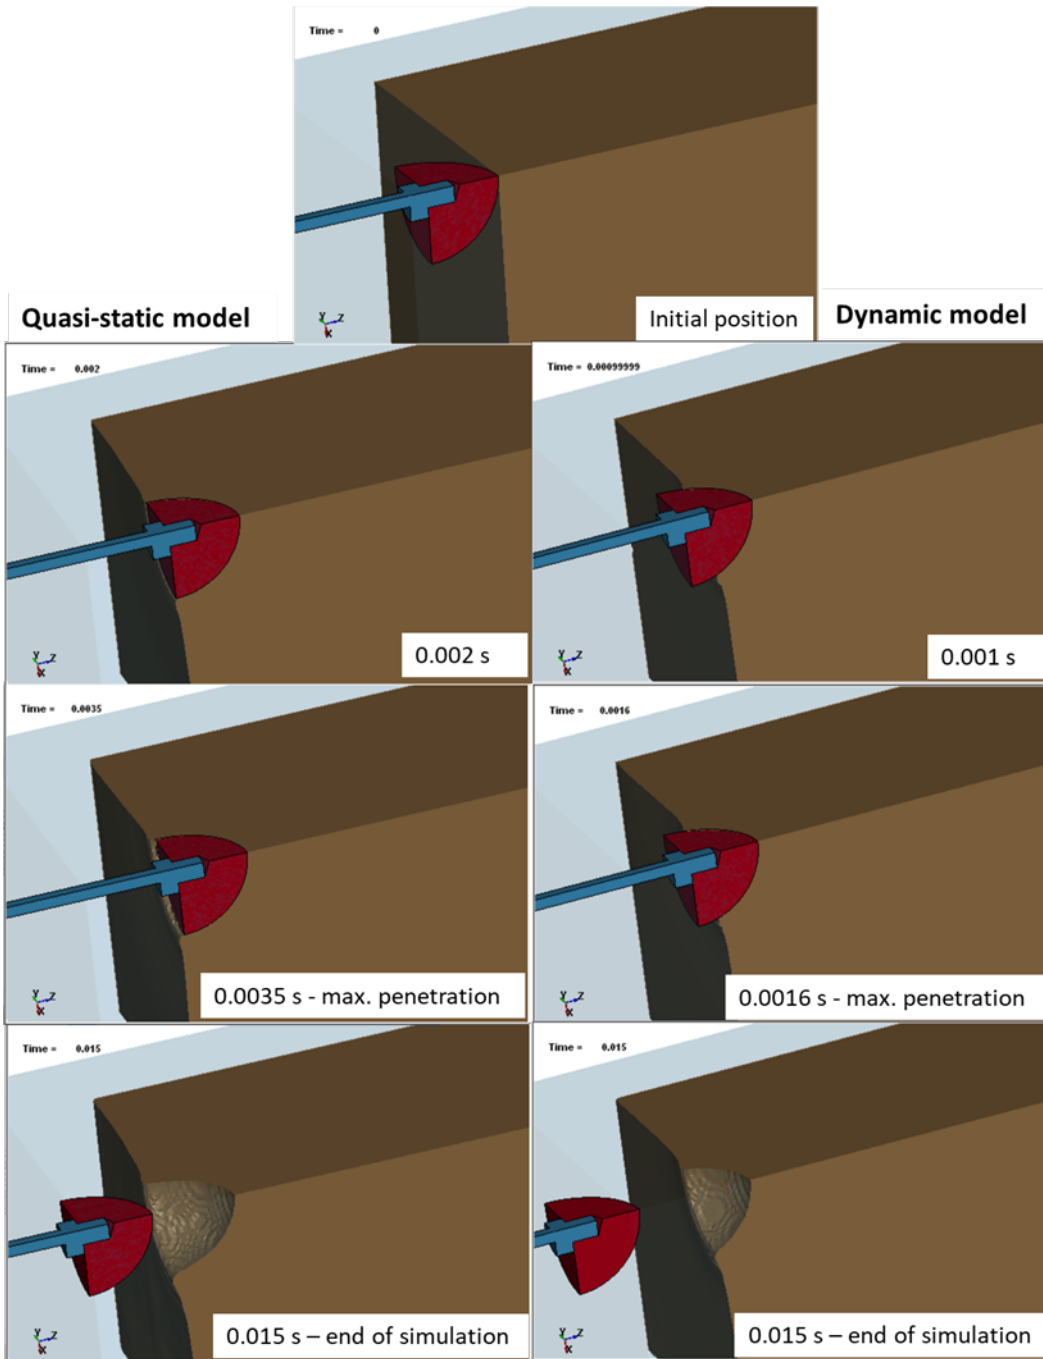 Time = 0
Y Z
X
Initial position
Quasi-static model
Dynamic model
Time = 0.002
Y Z
X
0.002 s
Time = 0.00099999
Y Z
X
0.001 s
Time = 0.0035
Y Z
X
0.0035 s - max. penetration
Time = 0.0016
Y Z
X
0.0016 s - max. penetration
Time = 0.015
Y Z
X
0.015 s – end of simulation
Time = 0.015
Y Z
X
0.015 s – end of simulation